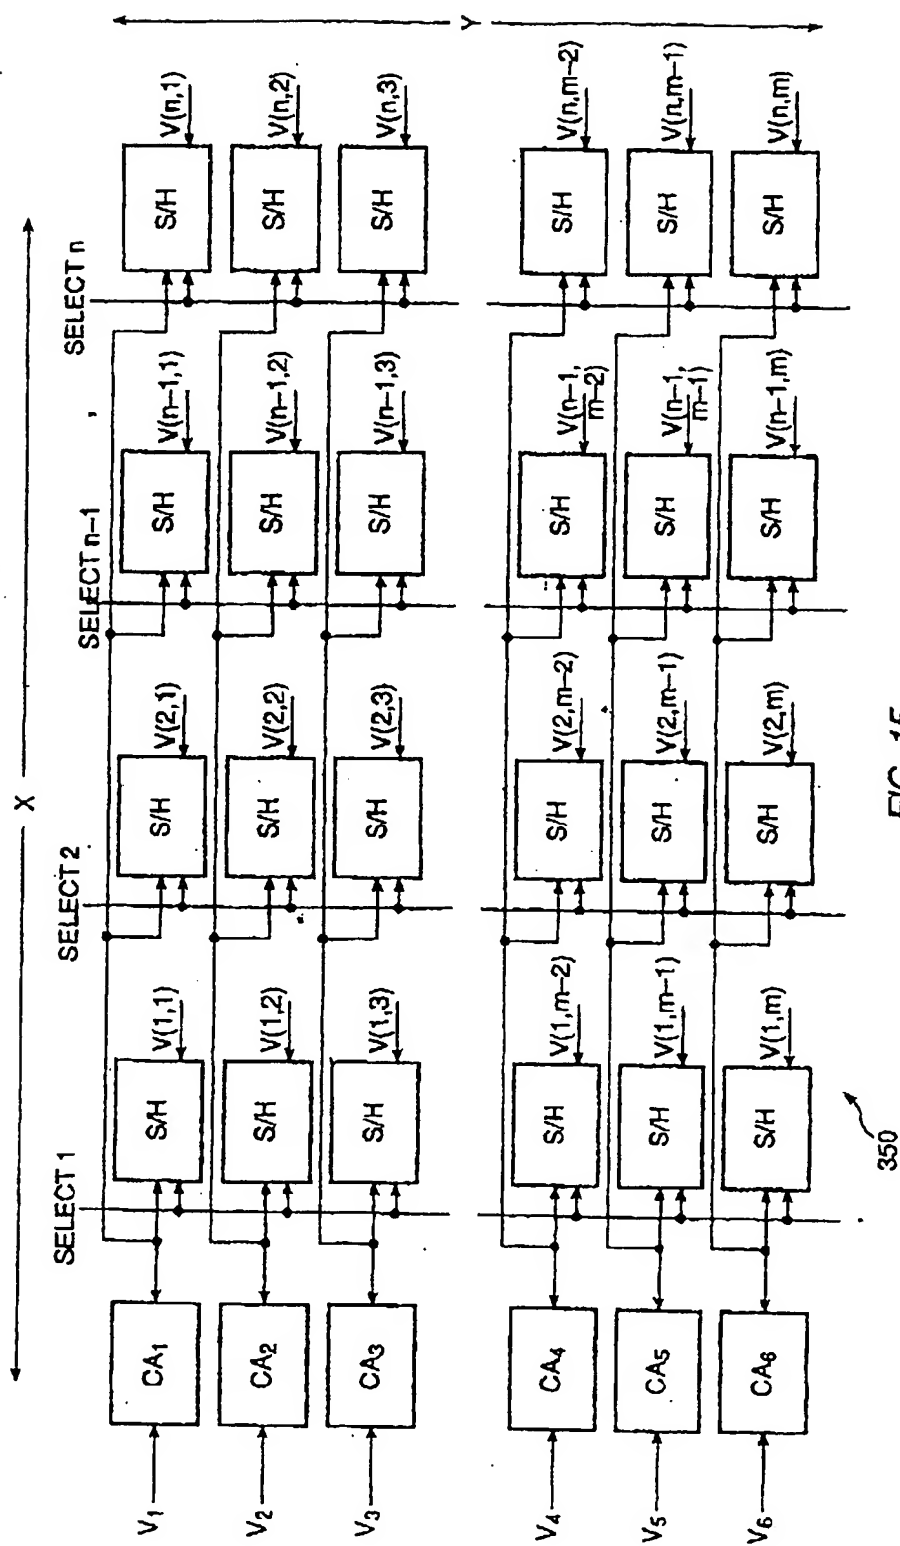 X
SELECT 1 SELECT 2 SELECT n–1 SELECT n
V1 CA1 S/H V(1,1) S/H V(2,1) S/H V(n–1,1) S/H V(n,1)
V2 CA2 S/H V(1,2) S/H V(2,2) S/H V(n–1,2) S/H V(n,2)
V3 CA3 S/H V(1,3) S/H V(2,3) S/H V(n–1,3) S/H V(n,3)
Y
V4 CA4 S/H V(1,m–2) S/H V(2,m–2) S/H V(n–1, m–2) S/H V(n,m–2)
V5 CA5 S/H V(1,m–1) S/H V(2,m–1) S/H V(n–1, m–1) S/H V(n,m–1)
V6 CA6 S/H V(1,m) S/H V(2,m) S/H V(n–1,m) S/H V(n,m)
350
FIG. 15